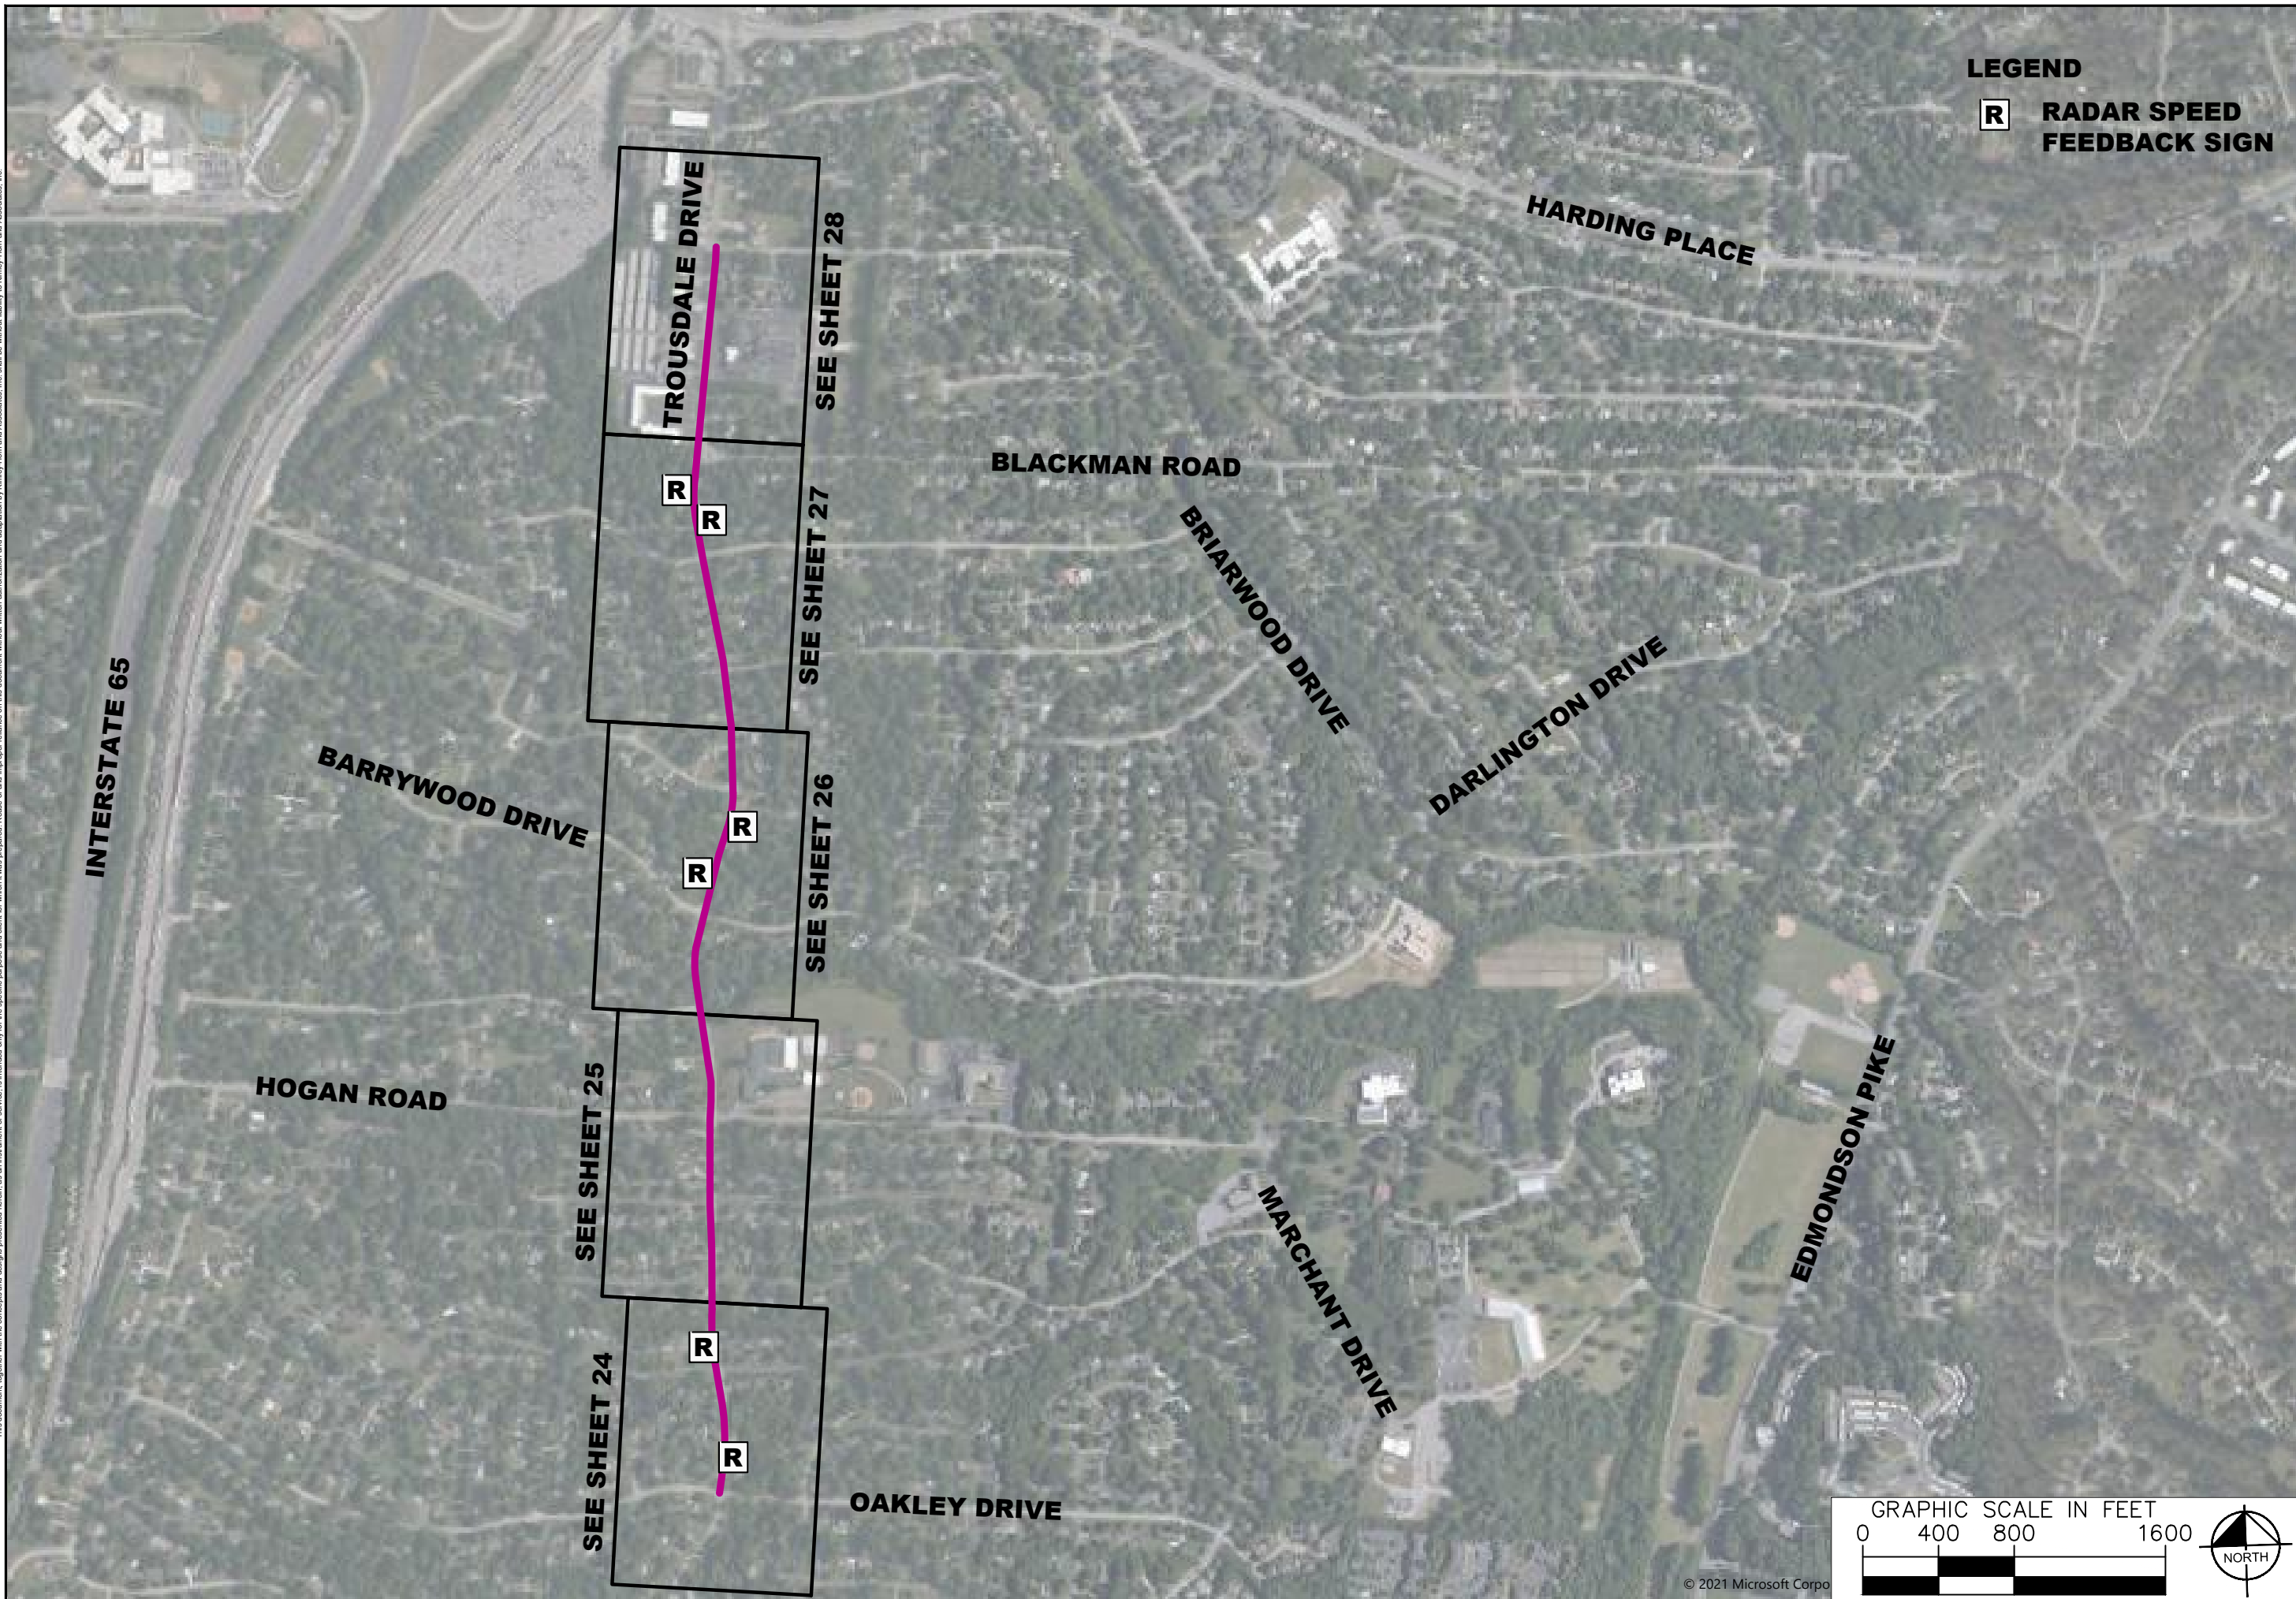 LEGEND
R RADAR SPEED
FEEDBACK SIGN
TROUSDALE DRIVE
SEE SHEET 28
HARDING PLACE
BLACKMAN ROAD
R
R
SEE SHEET 27
BRIARWOOD DRIVE
DARLINGTON DRIVE
INTERSTATE 65
BARRYWOOD DRIVE
R
R
SEE SHEET 26
HOGAN ROAD
SEE SHEET 25
EDMONDSON PIKE
MARCHANT DRIVE
R
R
SEE SHEET 24
OAKLEY DRIVE
GRAPHIC SCALE IN FEET
0 400 800 1600
NORTH
© 2021 Microsoft Corpo